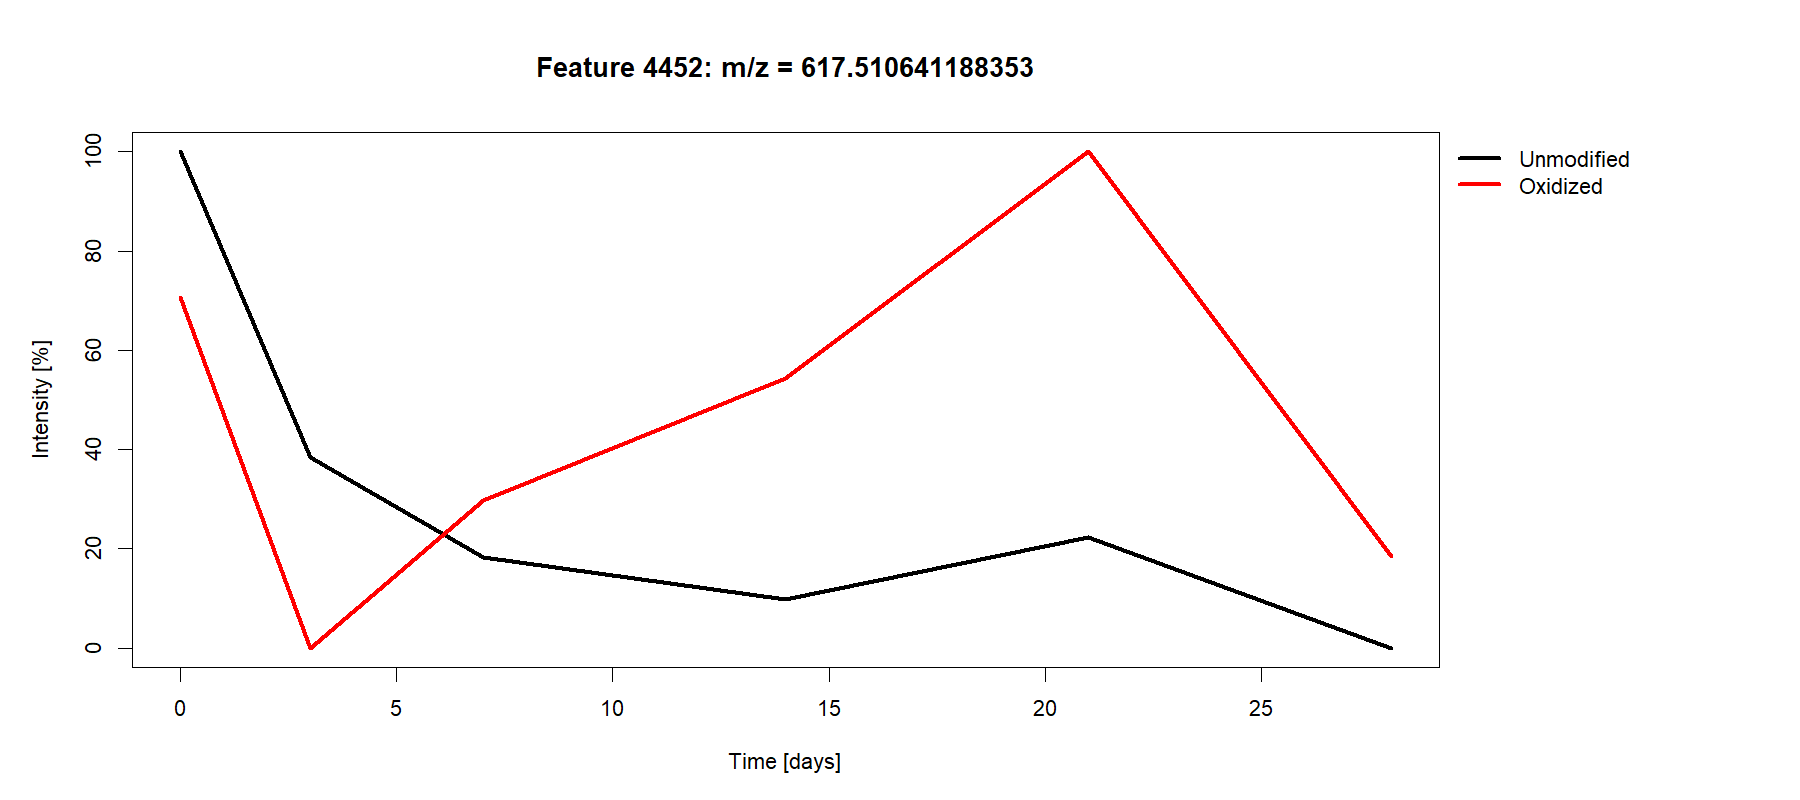 Feature 4452: m/z = 617.510641188353
Unmodified
Oxidized
Intensity [%]
100
80
60
40
20
0
0 5 10 15 20 25
Time [days]